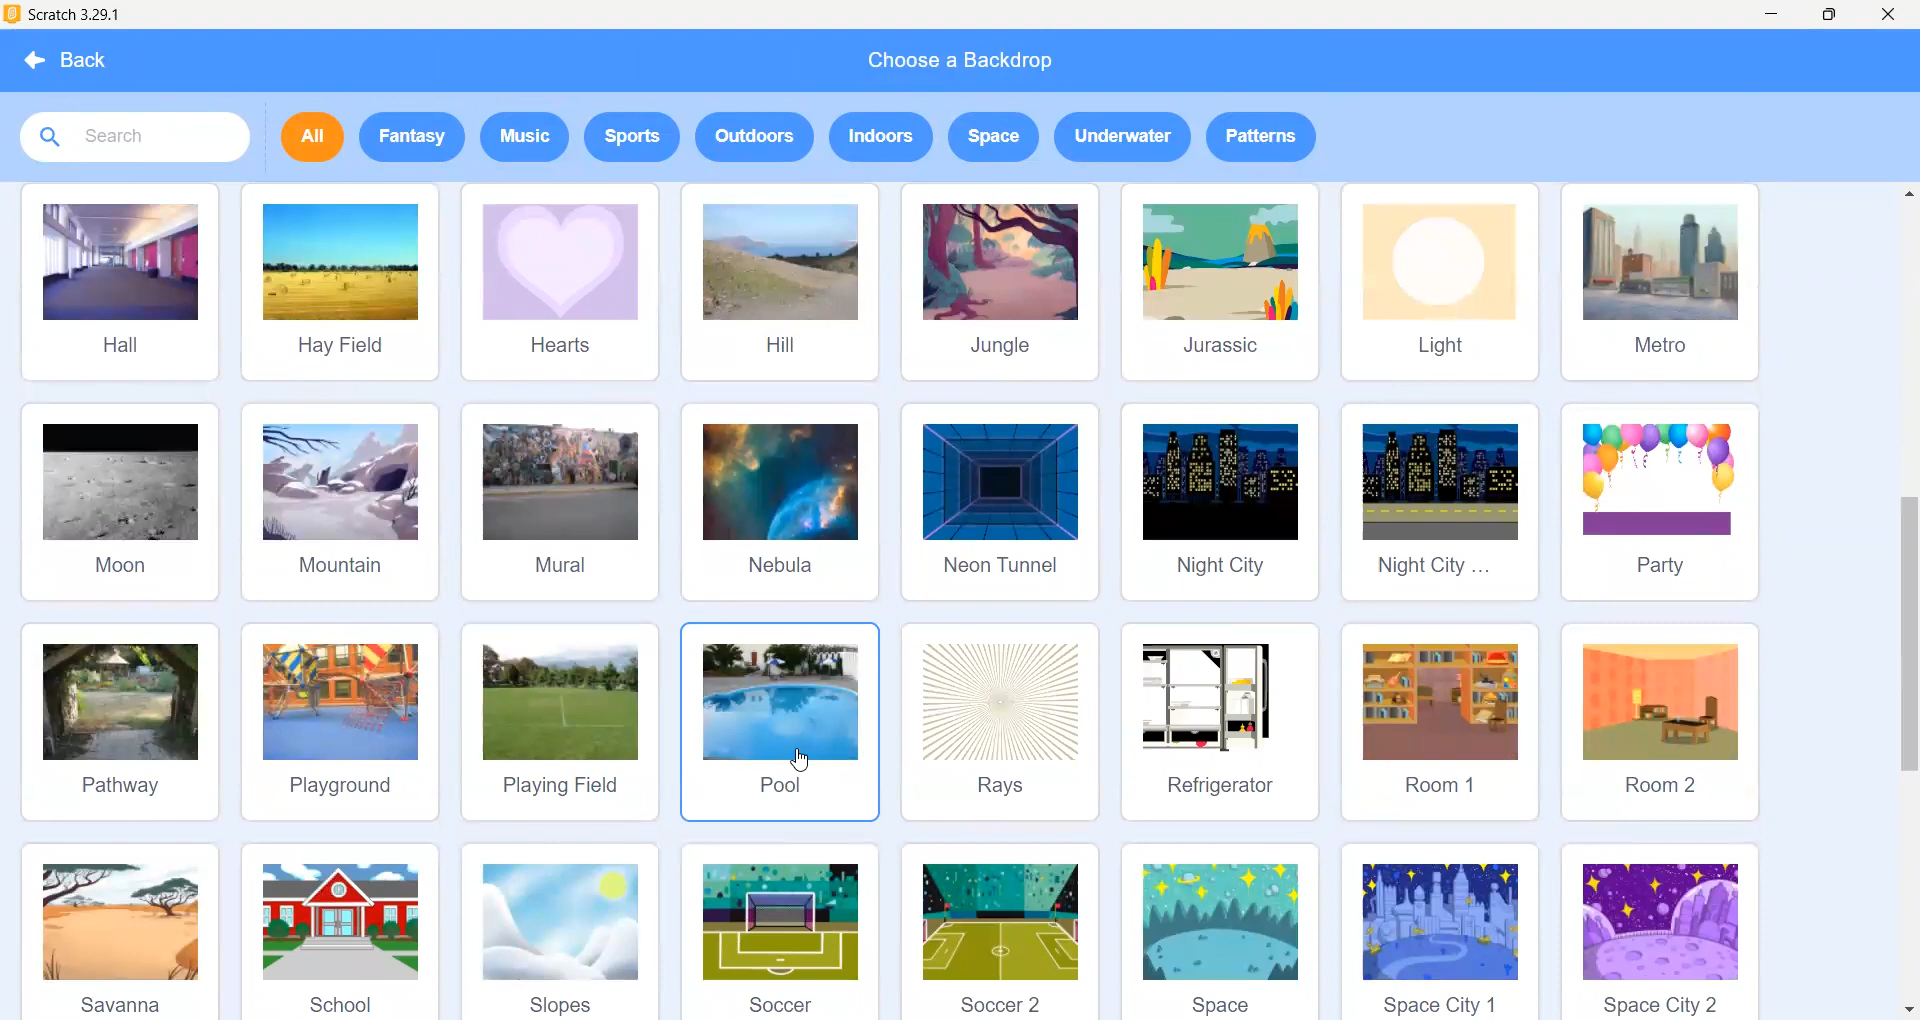 Scratch 3.29.1
Back
Choose a Backdrop
Search
All
Fantasy
Music
Sports
Outdoors
Indoors
Space
Underwater
Patterns
Hall
Hay Field
Hearts
Hill
Jungle
Jurassic
Light
Metro
Moon
Mountain
Mural
Nebula
Neon Tunnel
Night City
Night City ...
Party
Pathway
Playground
Playing Field
Pool
Rays
Refrigerator
Room 1
Room 2
Savanna
School
Slopes
Soccer
Soccer 2
Space
Space City 1
Space City 2